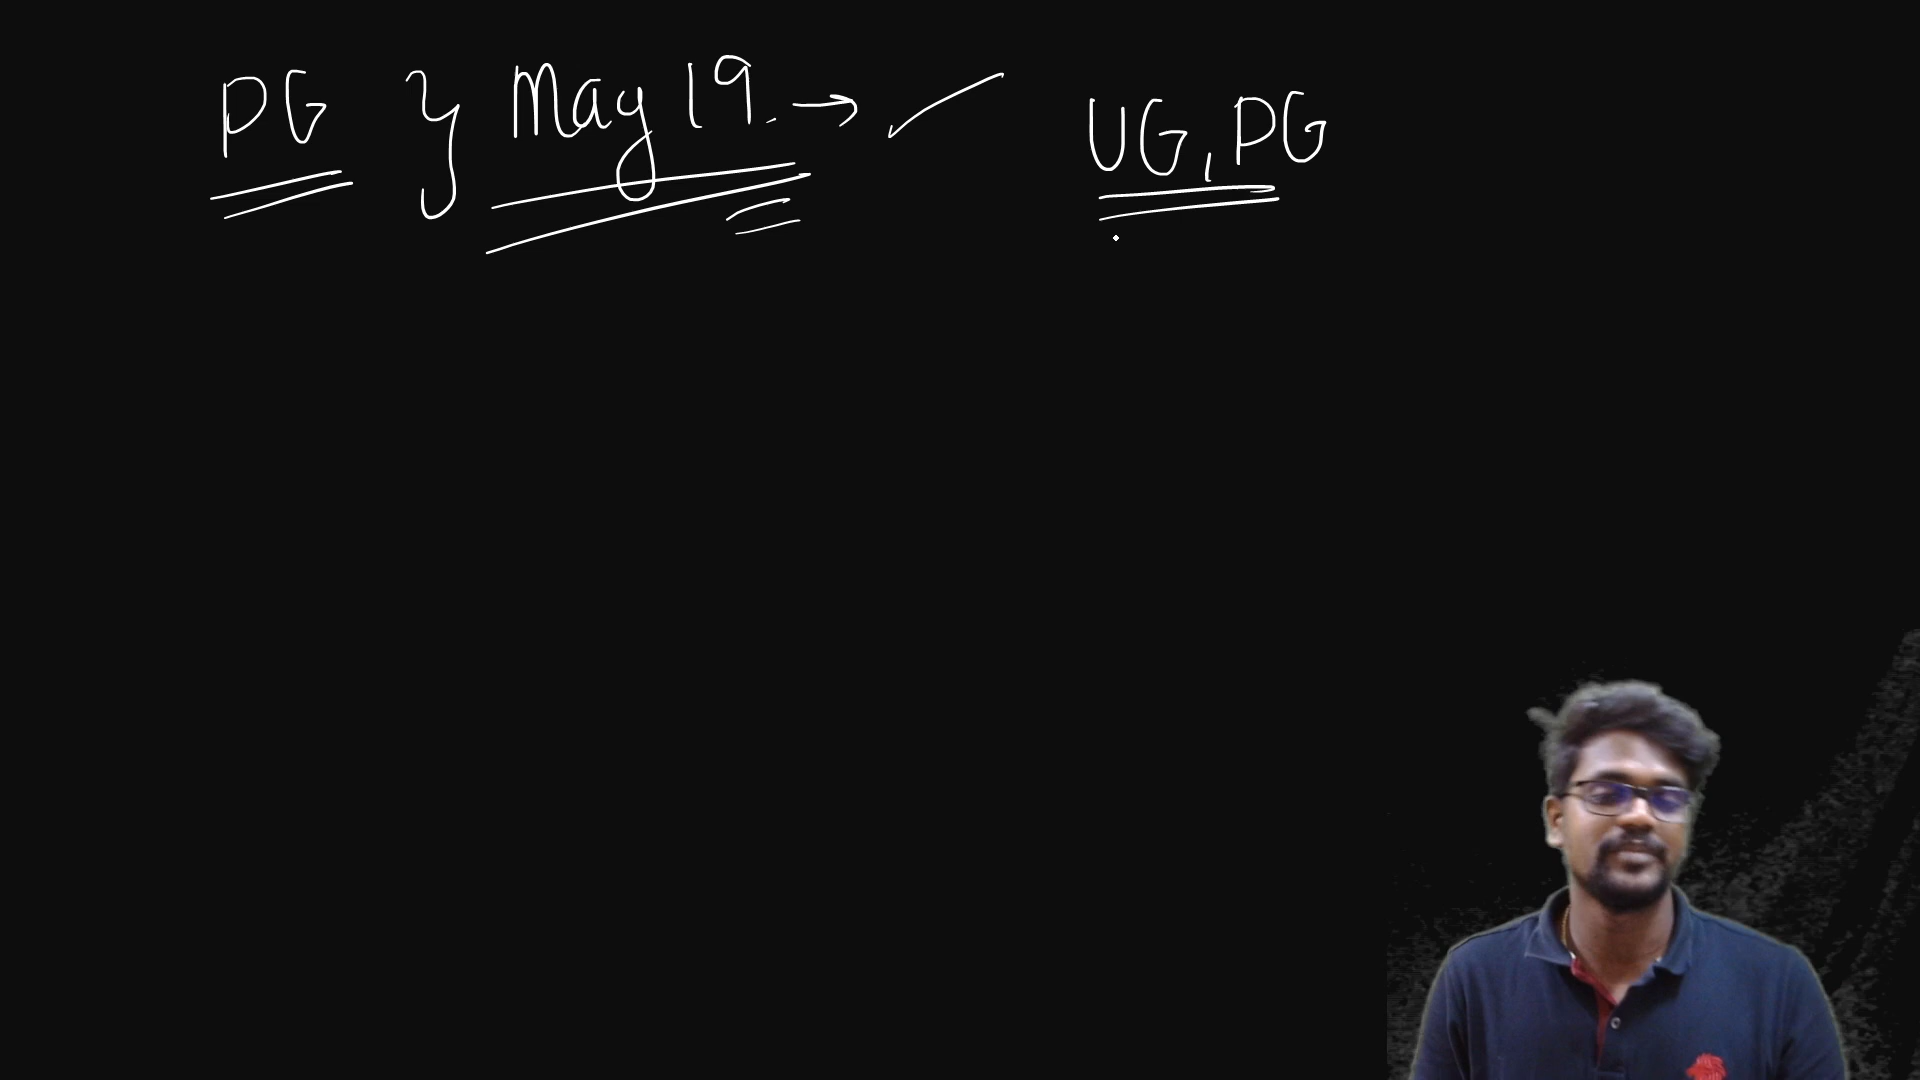 PG } May 19. → ✓ UG, PG